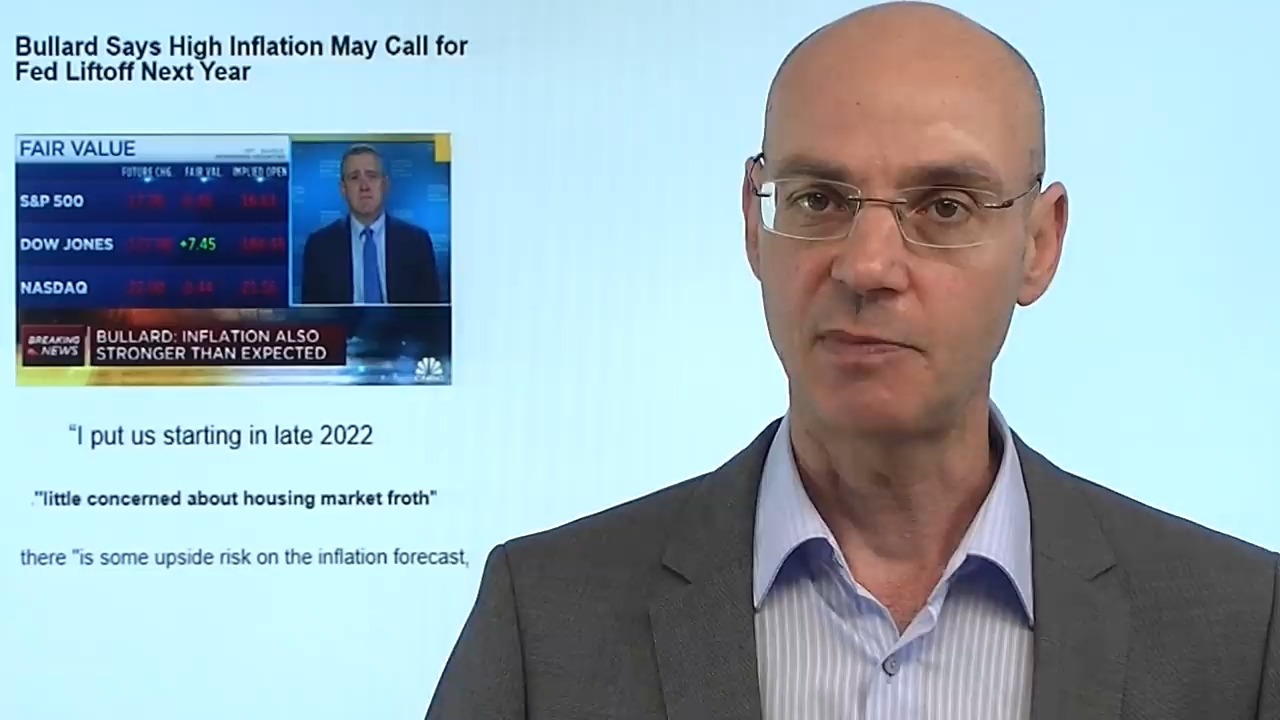 Bullard Says High Inflation May Call for
Fed Liftoff Next Year
FAIR VALUE
FUTURE CHG. FAIR VAL. IMPLIED OPEN
S&P 500
DOW JONES +7.45
NASDAQ
BREAKING
NEWS
BULLARD: INFLATION ALSO
STRONGER THAN EXPECTED
CNBC
“I put us starting in late 2022
."little concerned about housing market froth"
there "is some upside risk on the inflation forecast,